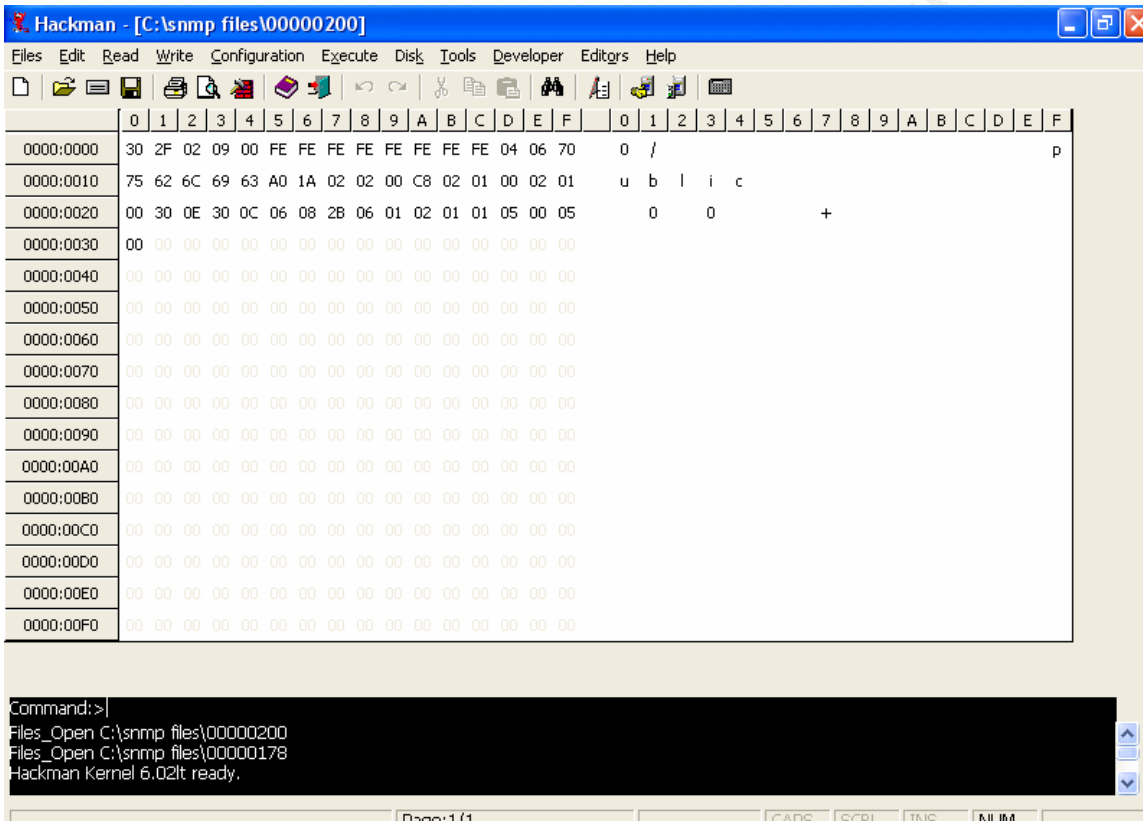 Hackman - [C:\snmp files\00000200]
Files Edit Read Write Configuration Execute Disk Tools Developer Editors Help
0 1 2 3 4 5 6 7 8 9 A B C D E F 0 1 2 3 4 5 6 7 8 9 A B C D E F
0000:0000 30 2F 02 09 00 FE FE FE FE FE FE FE FE 04 06 70 0 / p
0000:0010 75 62 6C 69 63 A0 1A 02 02 00 C8 02 01 00 02 01 u b l i c
0000:0020 00 30 0E 30 0C 06 08 2B 06 01 02 01 01 05 00 05 0 0 +
0000:0030 00 00 00 00 00 00 00 00 00 00 00 00 00 00 00 00
0000:0040 00 00 00 00 00 00 00 00 00 00 00 00 00 00 00 00
0000:0050 00 00 00 00 00 00 00 00 00 00 00 00 00 00 00 00
0000:0060 00 00 00 00 00 00 00 00 00 00 00 00 00 00 00 00
0000:0070 00 00 00 00 00 00 00 00 00 00 00 00 00 00 00 00
0000:0080 00 00 00 00 00 00 00 00 00 00 00 00 00 00 00 00
0000:0090 00 00 00 00 00 00 00 00 00 00 00 00 00 00 00 00
0000:00A0 00 00 00 00 00 00 00 00 00 00 00 00 00 00 00 00
0000:00B0 00 00 00 00 00 00 00 00 00 00 00 00 00 00 00 00
0000:00C0 00 00 00 00 00 00 00 00 00 00 00 00 00 00 00 00
0000:00D0 00 00 00 00 00 00 00 00 00 00 00 00 00 00 00 00
0000:00E0 00 00 00 00 00 00 00 00 00 00 00 00 00 00 00 00
0000:00F0 00 00 00 00 00 00 00 00 00 00 00 00 00 00 00 00
Command:>
Files_Open C:\snmp files\00000200
Files_Open C:\snmp files\00000178
Hackman Kernel 6.02lt ready.
Page:1/1 CAPS SCRL INS NUM